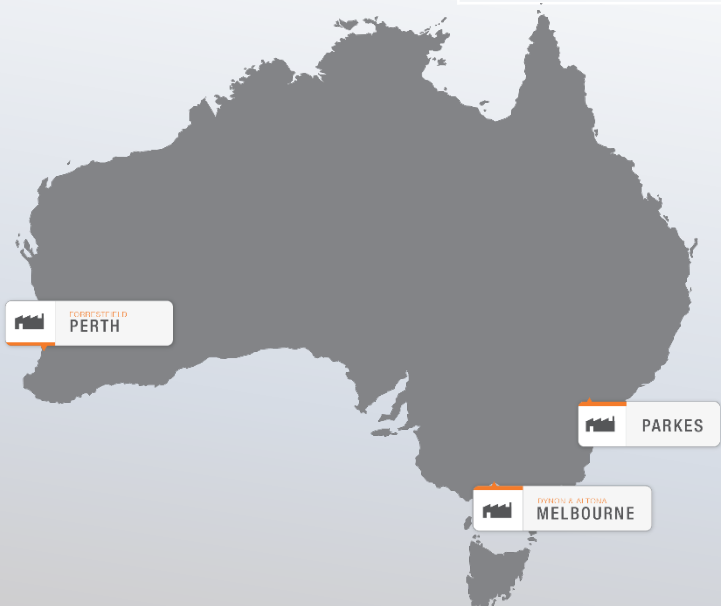 FORRESTFIELD
PERTH
PARKES
DYNON & ALTONA
MELBOURNE